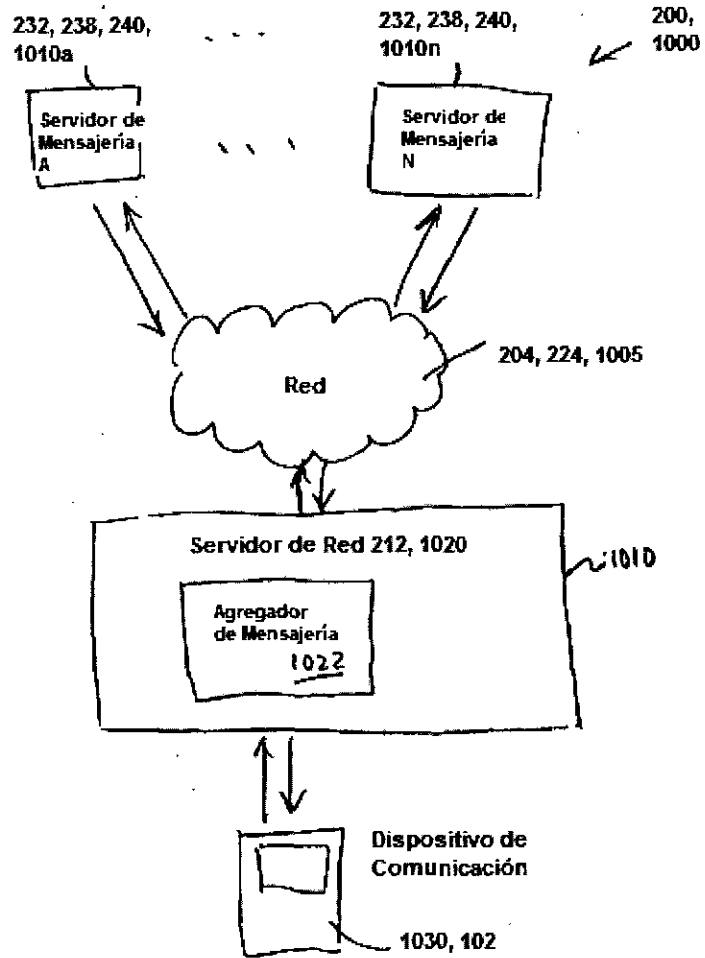 232, 238, 240,
1010a
232, 238, 240,
1010n
200,
1000
Servidor de
Mensajería
A
Servidor de
Mensajería
N
Red
204, 224, 1005
Servidor de Red 212, 1020
1010
Agregador
de Mensajería
1022
Dispositivo de
Comunicación
1030, 102